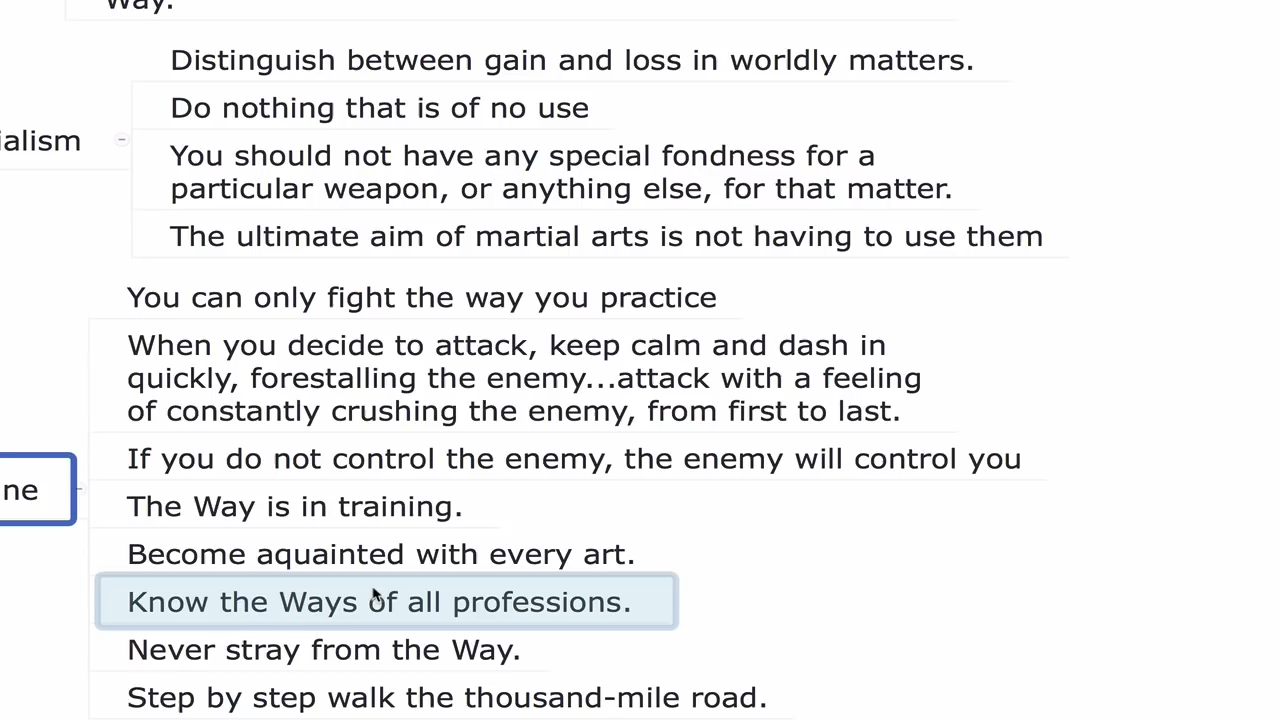 Way.
Distinguish between gain and loss in worldly matters.
Do nothing that is of no use
ialism
You should not have any special fondness for a
particular weapon, or anything else, for that matter.
The ultimate aim of martial arts is not having to use them
You can only fight the way you practice
When you decide to attack, keep calm and dash in
quickly, forestalling the enemy...attack with a feeling
of constantly crushing the enemy, from first to last.
If you do not control the enemy, the enemy will control you
ne
The Way is in training.
Become aquainted with every art.
Know the Ways of all professions.
Never stray from the Way.
Step by step walk the thousand-mile road.